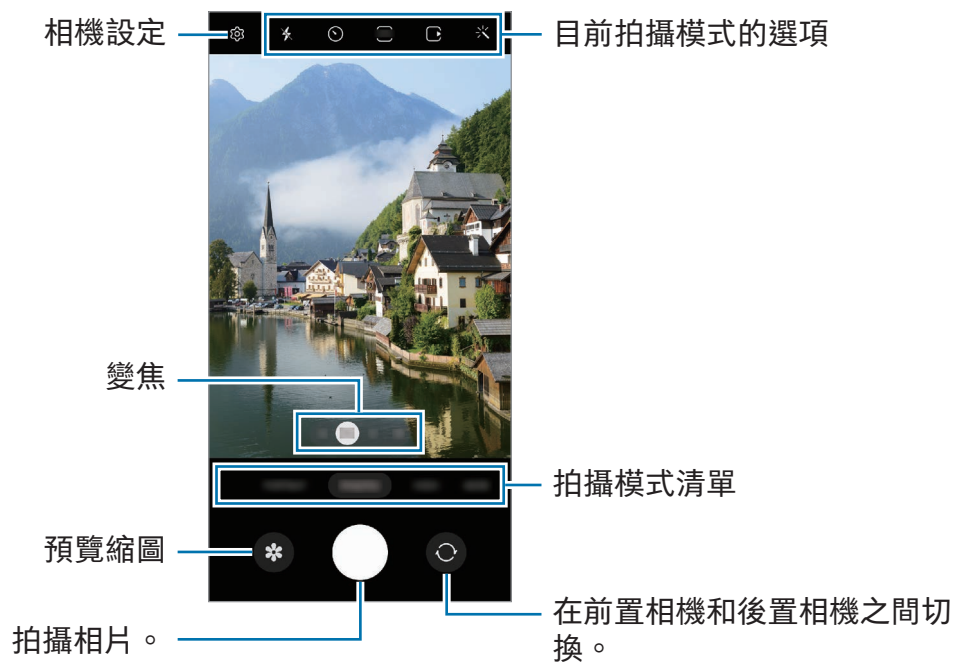 相機設定
目前拍攝模式的選項
變焦
拍攝模式清單
預覽縮圖
拍攝相片。
在前置相機和後置相機之間切
換。